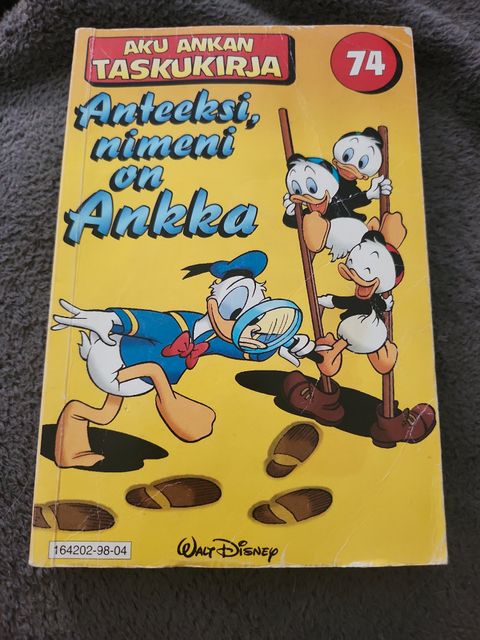 AKU ANKAN
TASKUKIRJA
74
Anteeksi,
nimeni
on
Ankka
164202-98-04
WALT DISNEY